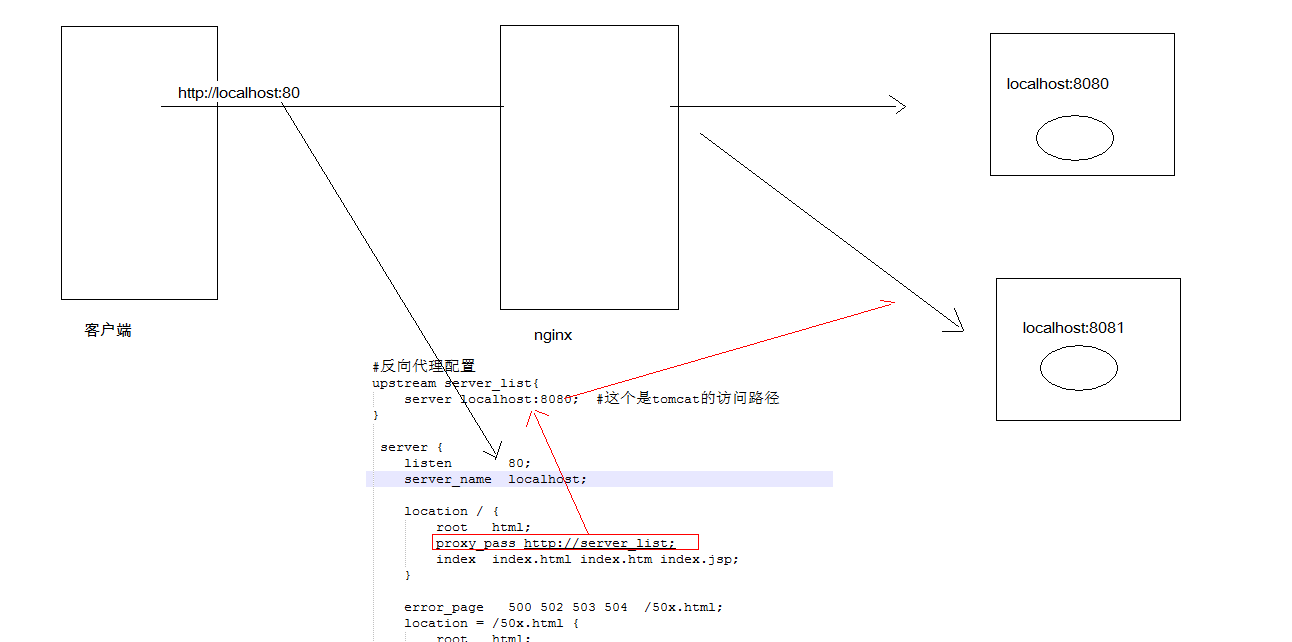 http://localhost:80
localhost:8080
localhost:8081
客户端
nginx
#反向代理配置
upstream server_list{
    server localhost:8080;  #这个是tomcat的访问路径
}
 server {
    listen       80;
    server_name  localhost;
    location / {
        root   html;
        proxy_pass http://server_list;
        index  index.html index.htm index.jsp;
    }
    error_page   500 502 503 504  /50x.html;
    location = /50x.html {
        root   html;